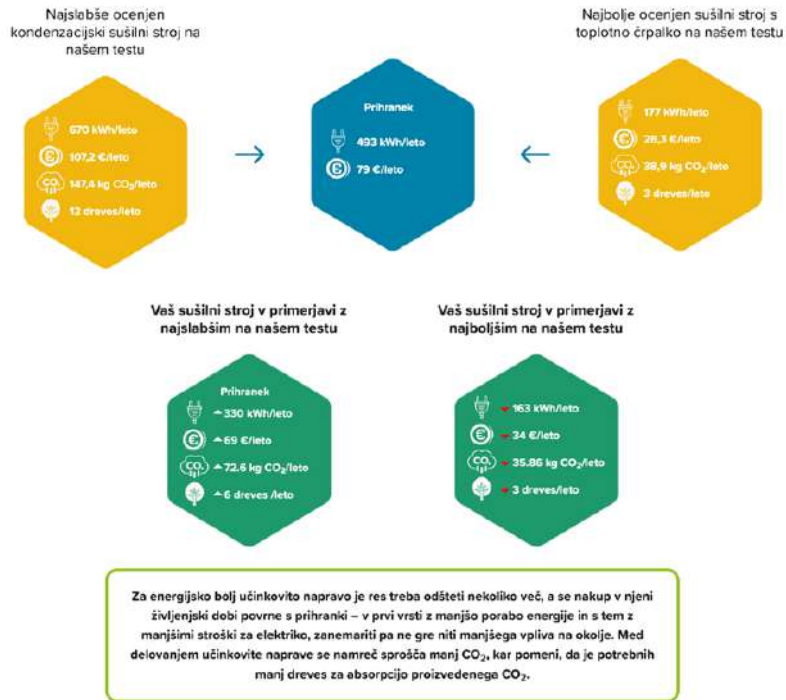 Najslabše ocenjen
kondenzacijski sušilni stroj na
našem testu
670 kWh/leto
107,2 €/leto
147,4 kg CO₂/leto
12 dreves/leto
Prihranek
493 kWh/leto
79 €/leto
Najbolje ocenjen sušilni stroj s
toplotno črpalko na našem testu
177 kWh/leto
28,3 €/leto
38,9 kg CO₂/leto
3 dreves/leto
Vaš sušilni stroj v primerjavi z
najslabšim na našem testu
Prihranek
330 kWh/leto
69 €/leto
72.6 kg CO₂/leto
6 dreves /leto
Vaš sušilni stroj v primerjavi z
najboljšim na našem testu
163 kWh/leto
34 €/leto
35.86 kg CO₂/leto
3 dreves/leto
Za energijsko bolj učinkovito napravo je res treba odšteti nekoliko več, a se nakup v njeni
življenjski dobi povrne s prihranki – v prvi vrsti z manjšo porabo energije in s tem z
manjšimi stroški za elektriko, zanemariti pa ne gre niti manjšega vpliva na okolje. Med
delovanjem učinkovite naprave se namreč sprošča manj CO₂, kar pomeni, da je potrebnih
manj dreves za absorpcijo proizvedenega CO₂.